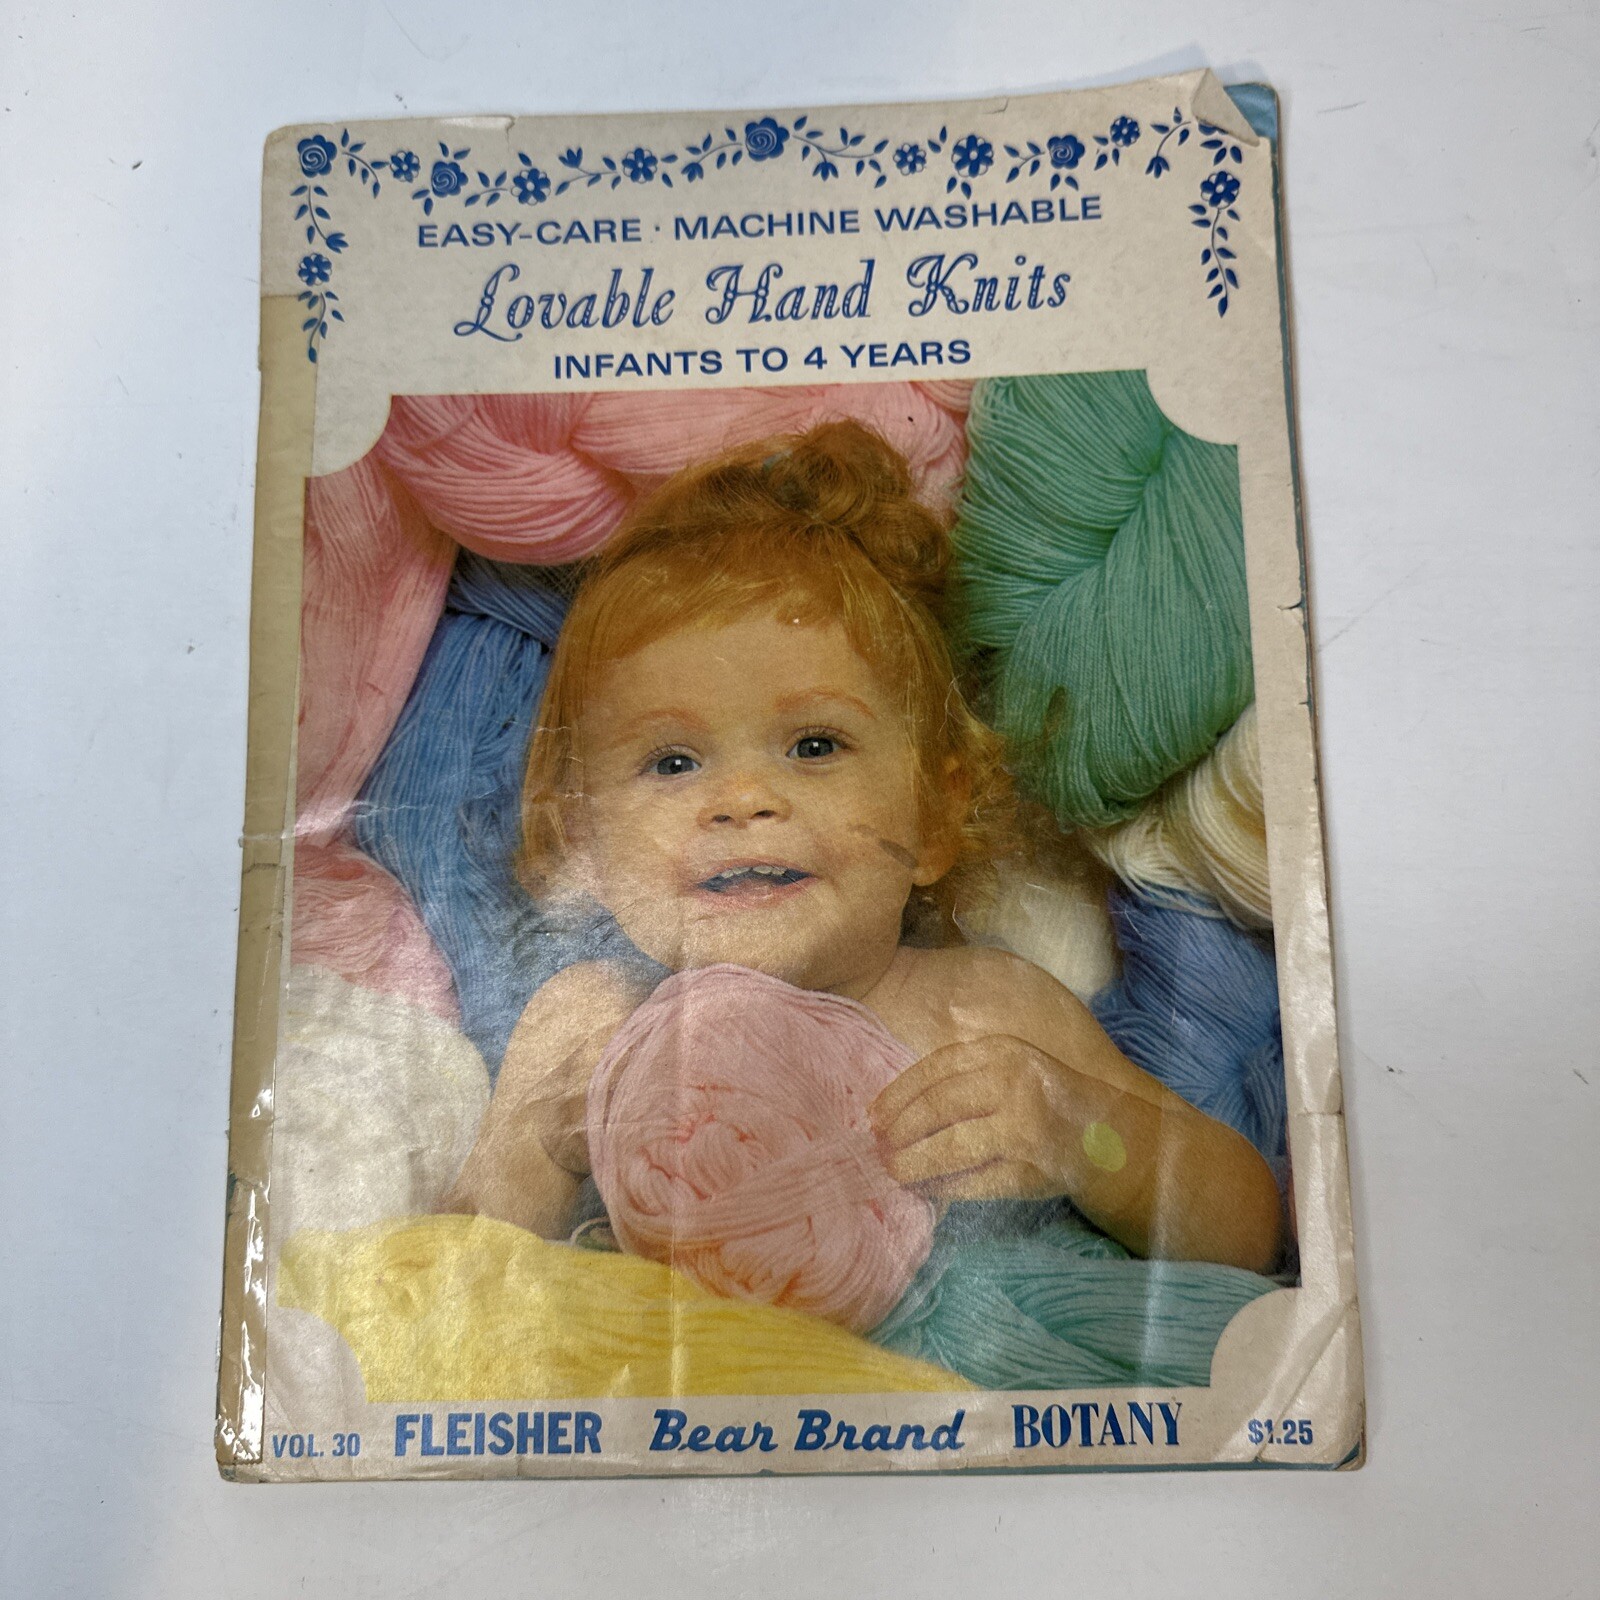 EASY-CARE · MACHINE WASHABLE
Lovable Hand Knits
INFANTS TO 4 YEARS
VOL. 30 FLEISHER Bear Brand BOTANY $1.25